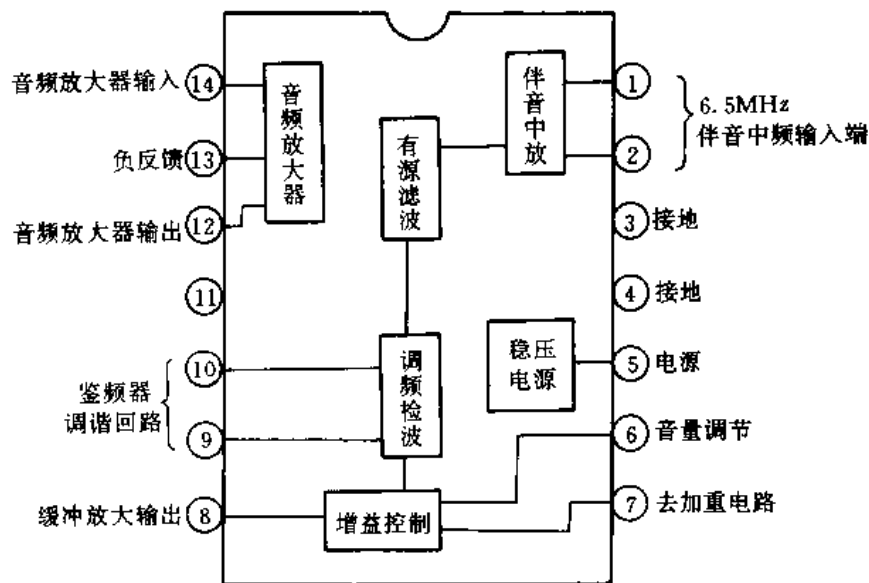 音频放大器输入
⑭
音频放大器
负反馈
⑬
音频放大器输出
⑫
⑪
鉴频器
调谐回路
⑩
⑨
缓冲放大输出
⑧
有源滤波
调频检波
增益控制
伴音中放
稳压
电源
①
②
6.5MHz
伴音中频输入端
③ 接地
④ 接地
⑤ 电源
⑥ 音量调节
⑦ 去加重电路